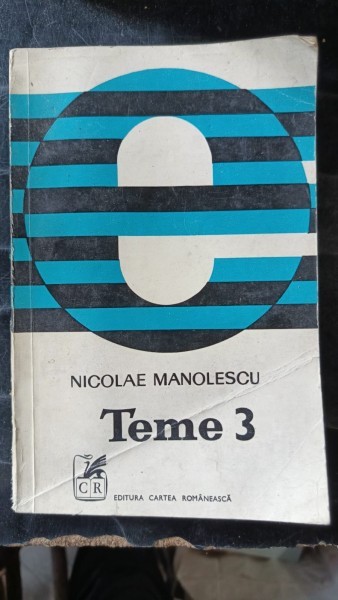 NICOLAE MANOLESCU
Teme 3
CR
EDITURA CARTEA ROMÂNEASCĂ